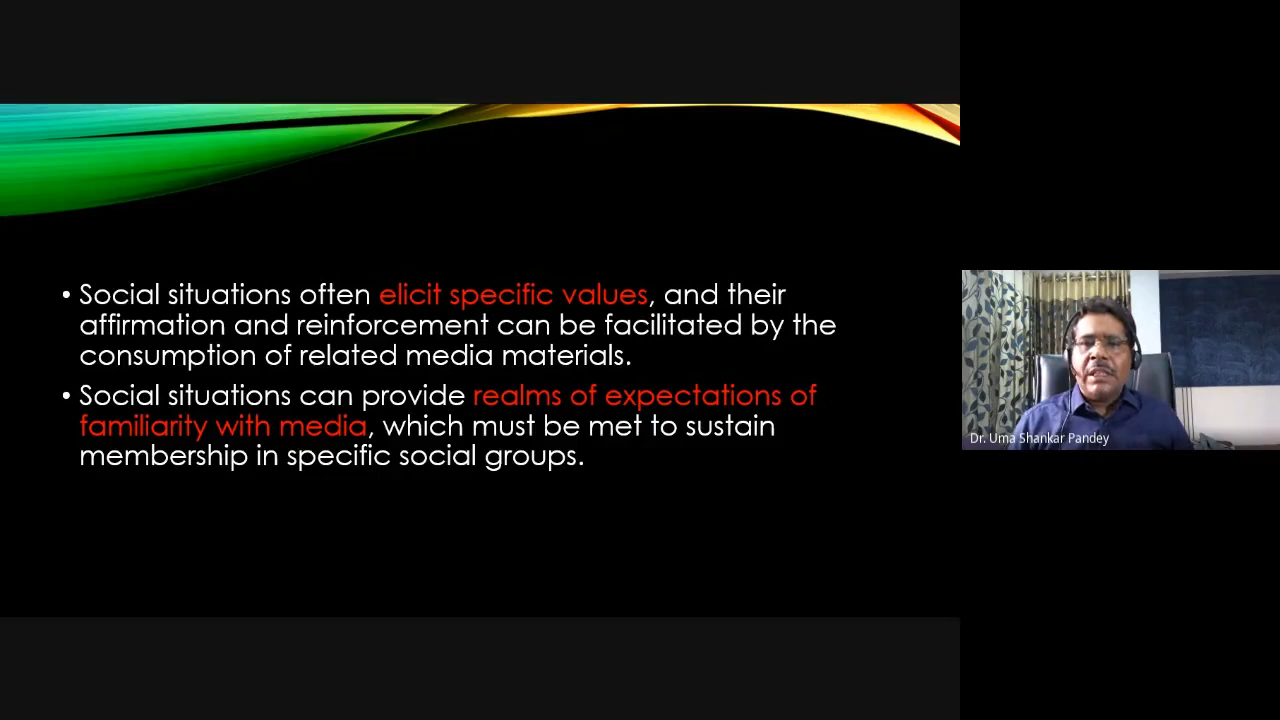 • Social situations often elicit specific values, and their
affirmation and reinforcement can be facilitated by the
consumption of related media materials.
• Social situations can provide realms of expectations of
familiarity with media, which must be met to sustain
membership in specific social groups.
Dr. Uma Shankar Pandey